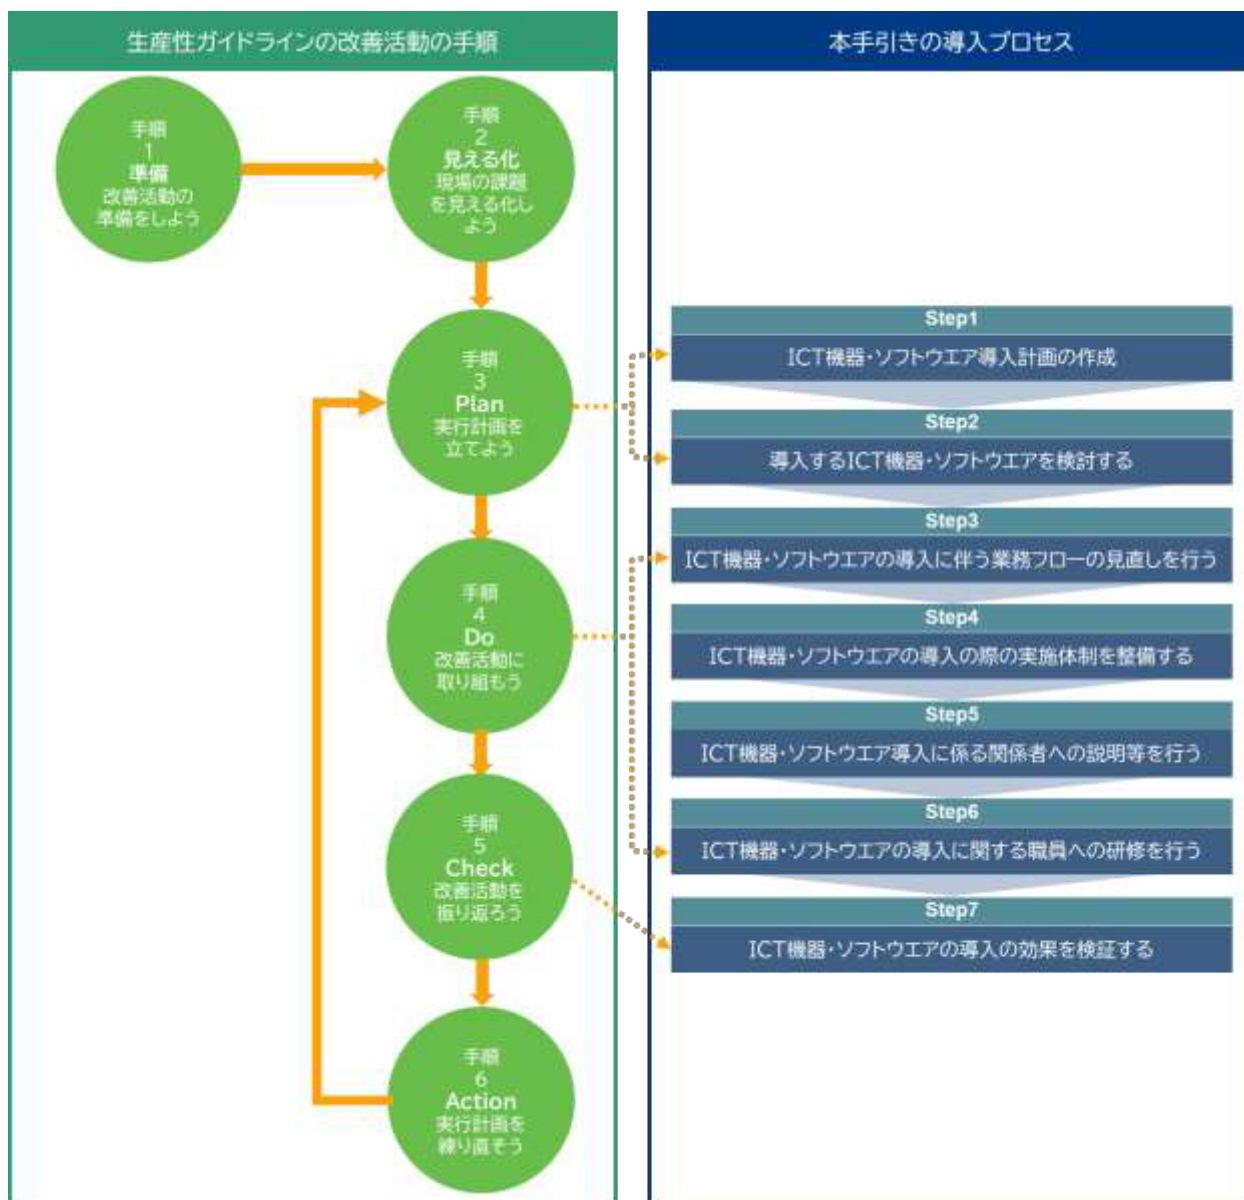 生産性ガイドラインの改善活動の手順
手順
1
準備
改善活動の
準備をしよう
手順
2
見える化
現場の課題
を見える化し
よう
手順
3
Plan
実行計画を
立てよう
手順
4
Do
改善活動に
取り組もう
手順
5
Check
改善活動を
振り返ろう
手順
6
Action
実行計画を
練り直そう
本手引きの導入プロセス
Step1
ICT機器・ソフトウエア導入計画の作成
Step2
導入するICT機器・ソフトウエアを検討する
Step3
ICT機器・ソフトウエアの導入に伴う業務フローの見直しを行う
Step4
ICT機器・ソフトウエアの導入の際の実施体制を整備する
Step5
ICT機器・ソフトウエア導入に係る関係者への説明等を行う
Step6
ICT機器・ソフトウエアの導入に関する職員への研修を行う
Step7
ICT機器・ソフトウエアの導入の効果を検証する